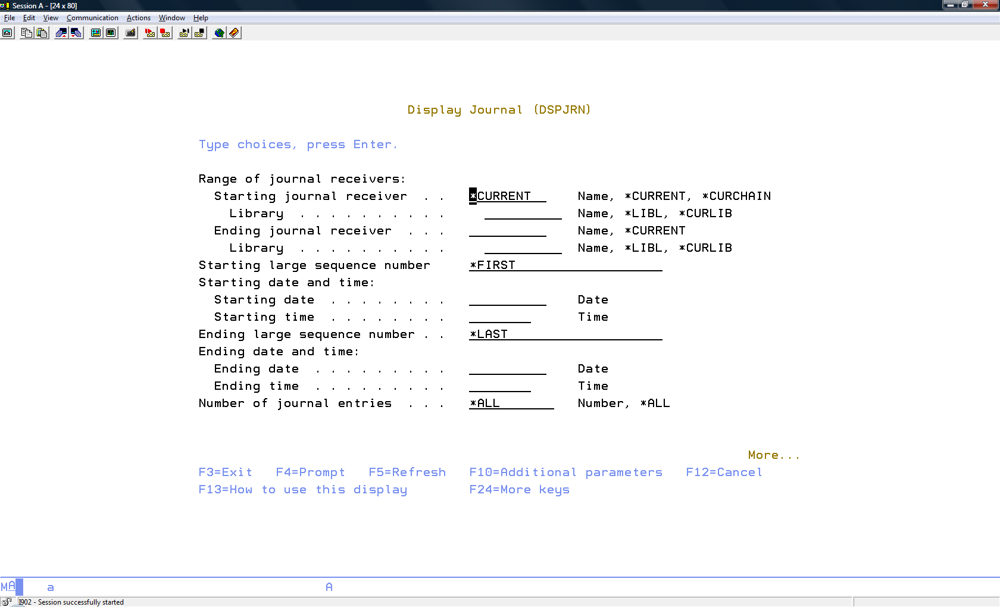 Session A - [24 x 80]
File Edit View Communication Actions Window Help
Display Journal (DSPJRN)
Type choices, press Enter.
Range of journal receivers:
Starting journal receiver . . *CURRENT Name, *CURRENT, *CURCHAIN
Library . . . . . . . . . . Name, *LIBL, *CURLIB
Ending journal receiver . . . Name, *CURRENT
Library . . . . . . . . . . Name, *LIBL, *CURLIB
Starting large sequence number *FIRST
Starting date and time:
Starting date . . . . . . . . Date
Starting time . . . . . . . . Time
Ending large sequence number . . *LAST
Ending date and time:
Ending date . . . . . . . . . Date
Ending time . . . . . . . . . Time
Number of journal entries . . . *ALL Number, *ALL
More...
F3=Exit F4=Prompt F5=Refresh F10=Additional parameters F12=Cancel
F13=How to use this display F24=More keys
MA a A
I902 - Session successfully started